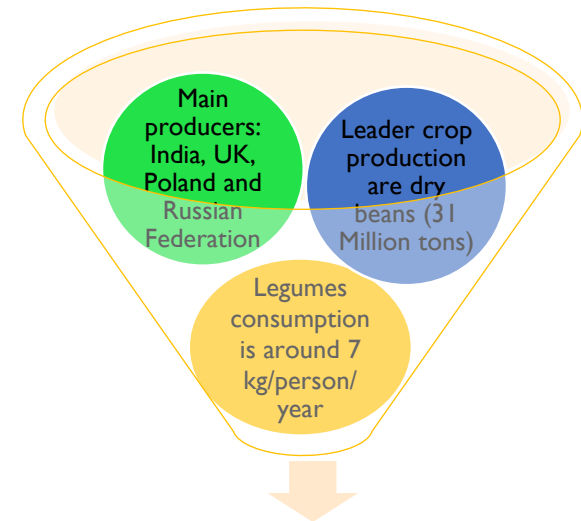 Main
producers:
India, UK,
Poland and
Russian
Federation
Leader crop
production
are dry
beans (31
Million tons)
Legumes
consumption
is around 7
kg/person/
year